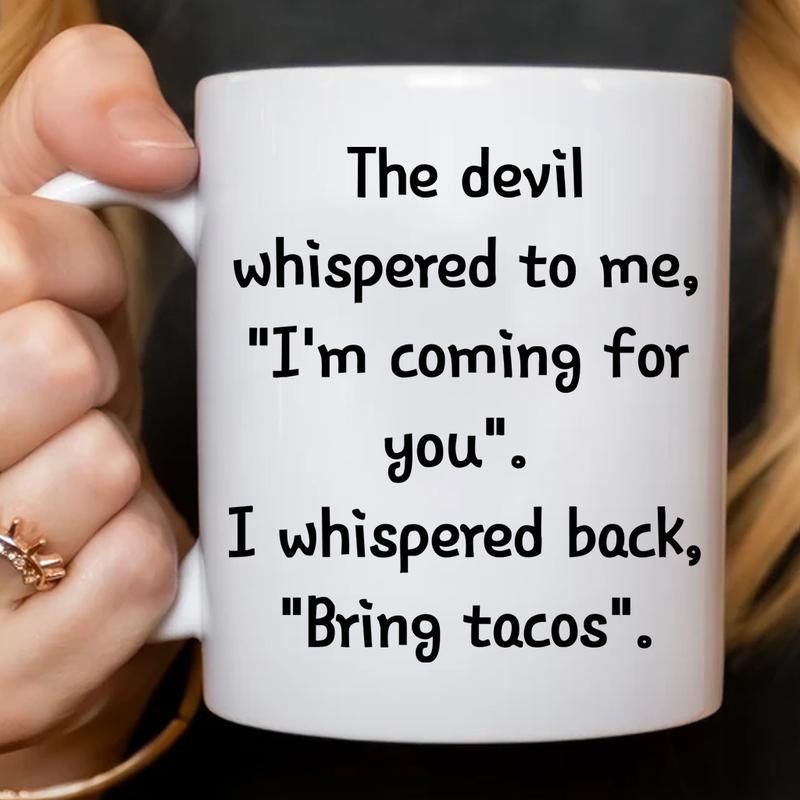 The devil
whispered to me,
"I'm coming for
you".
I whispered back,
"Bring tacos".